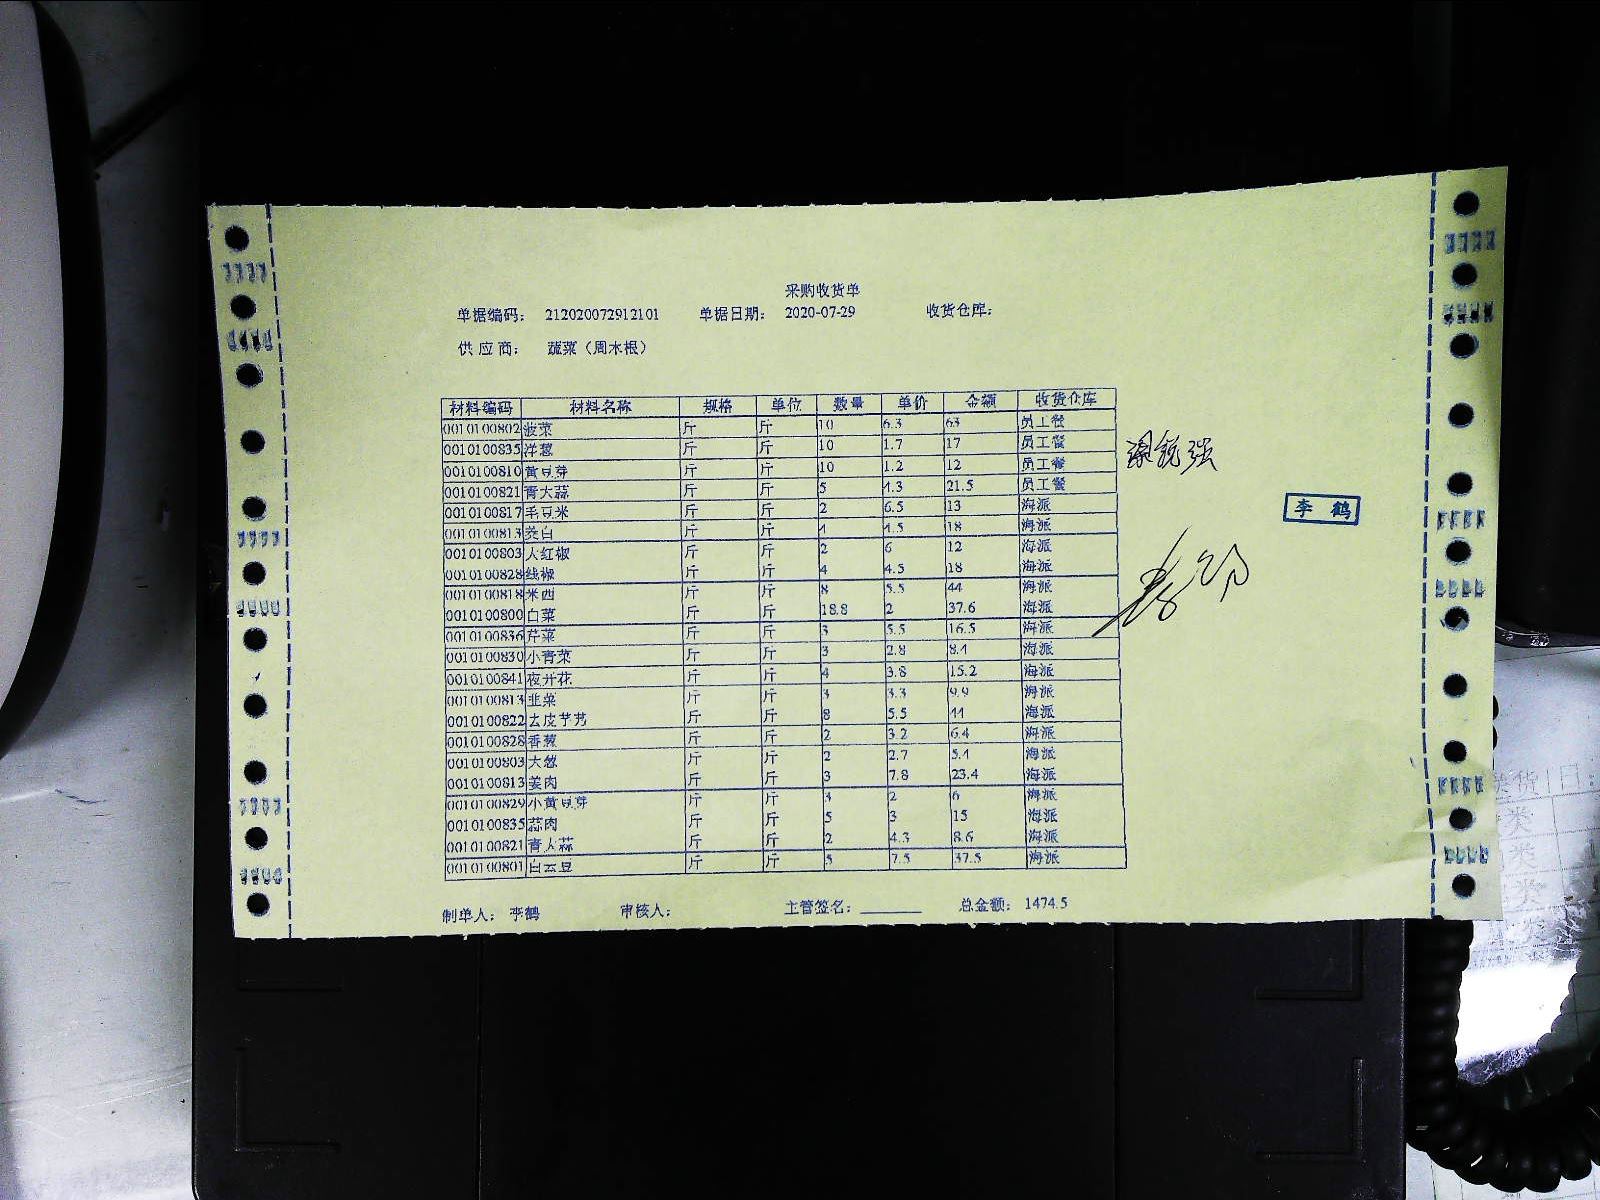 采购收货单
单据编码： 212020072912101 单据日期： 2020-07-29 收货仓库：
供 应 商： 蔬菜（周木根）
材料编码 材料名称 规格 单位 数量 单价 金额 收货仓库
0010100802 菠菜 斤 斤 10 6.3 63 员工餐
0010100835 洋葱 斤 斤 10 1.7 17 员工餐
0010100810 黄豆芽 斤 斤 10 1.2 12 员工餐
0010100821 青大蒜 斤 斤 5 4.3 21.5 员工餐
0010100817 毛豆米 斤 斤 2 6.5 13 海派
0010100813 茭白 斤 斤 4 4.5 18 海派
0010100803 大红椒 斤 斤 2 6 12 海派
0010100828 线椒 斤 斤 4 4.5 18 海派
0010100818 米西 斤 斤 8 5.5 44 海派
0010100800 白菜 斤 斤 18.8 2 37.6 海派
0010100836 芹菜 斤 斤 3 5.5 16.5 海派
0010100830 小青菜 斤 斤 3 2.8 8.4 海派
0010100841 夜开花 斤 斤 4 3.8 15.2 海派
0010100813 韭菜 斤 斤 3 3.3 9.9 海派
0010100822 去皮芋艿 斤 斤 8 5.5 44 海派
0010100828 香葱 斤 斤 2 3.2 6.4 海派
0010100803 大葱 斤 斤 2 2.7 5.4 海派
0010100813 姜肉 斤 斤 3 7.8 23.4 海派
0010100829 小黄豆芽 斤 斤 3 2 6 海派
0010100835 蒜肉 斤 斤 5 3 15 海派
0010100821 青大蒜 斤 斤 2 4.3 8.6 海派
0010100801 白云豆 斤 斤 5 7.5 37.5 海派
李 鹤
制单人： 李鹤 审核人： 主管签名： 总金额： 1474.5